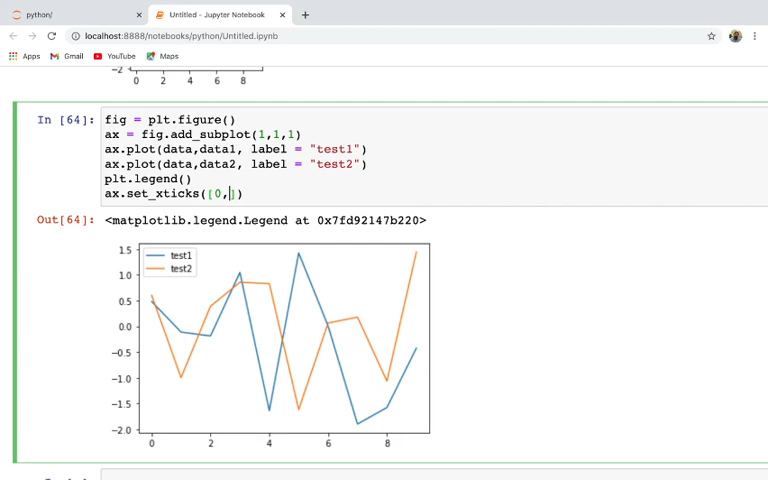 python/
Untitled - Jupyter Notebook
localhost:8888/notebooks/python/Untitled.ipynb
Apps Gmail YouTube Maps
−2
0 2 4 6 8
In [64]: fig = plt.figure()
ax = fig.add_subplot(1,1,1)
ax.plot(data,data1, label = "test1")
ax.plot(data,data2, label = "test2")
plt.legend()
ax.set_xticks([0,])
Out[64]: <matplotlib.legend.Legend at 0x7fd92147b220>
1.5
test1
test2
1.0
0.5
0.0
−0.5
−1.0
−1.5
−2.0
0 2 4 6 8